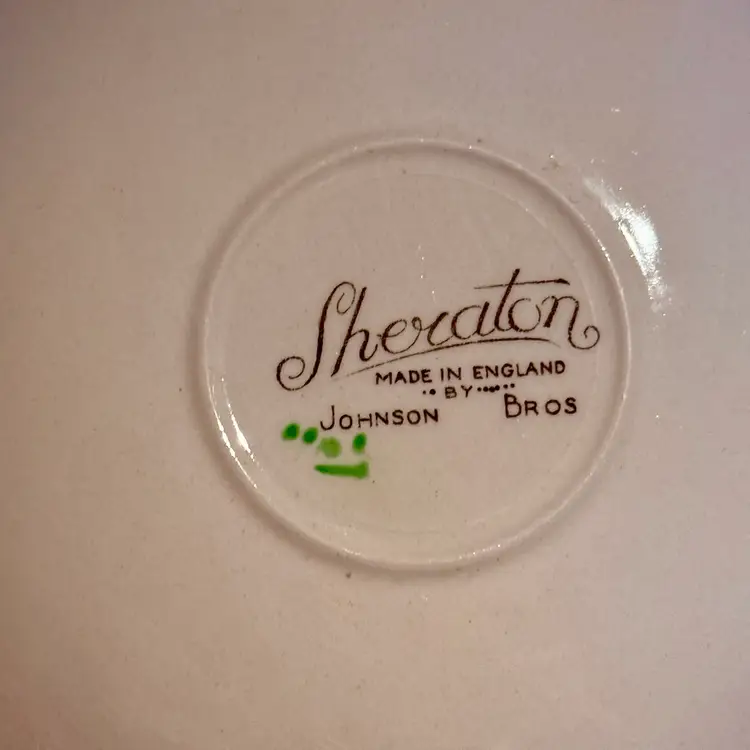 Sheraton
MADE IN ENGLAND
BY
JOHNSON BROS